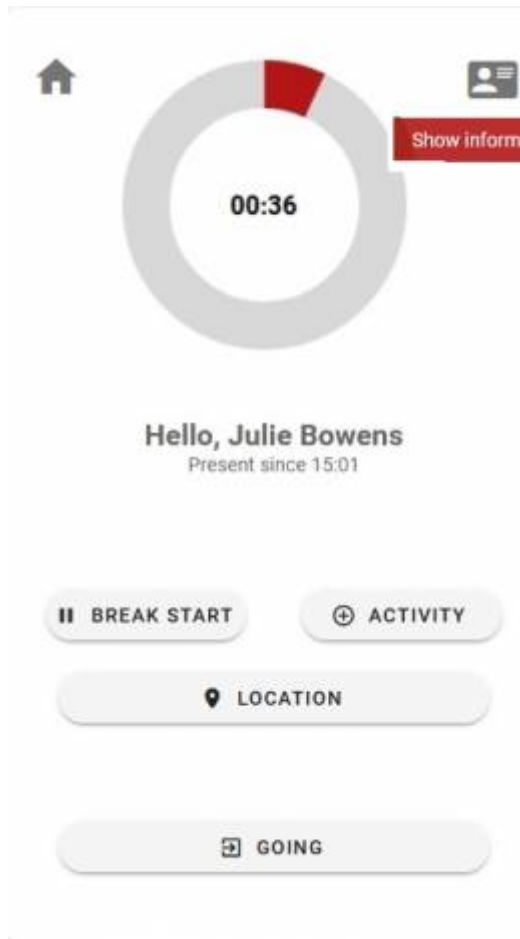 Show inform
00:36
Hello, Julie Bowens
Present since 15:01
BREAK START
ACTIVITY
LOCATION
GOING